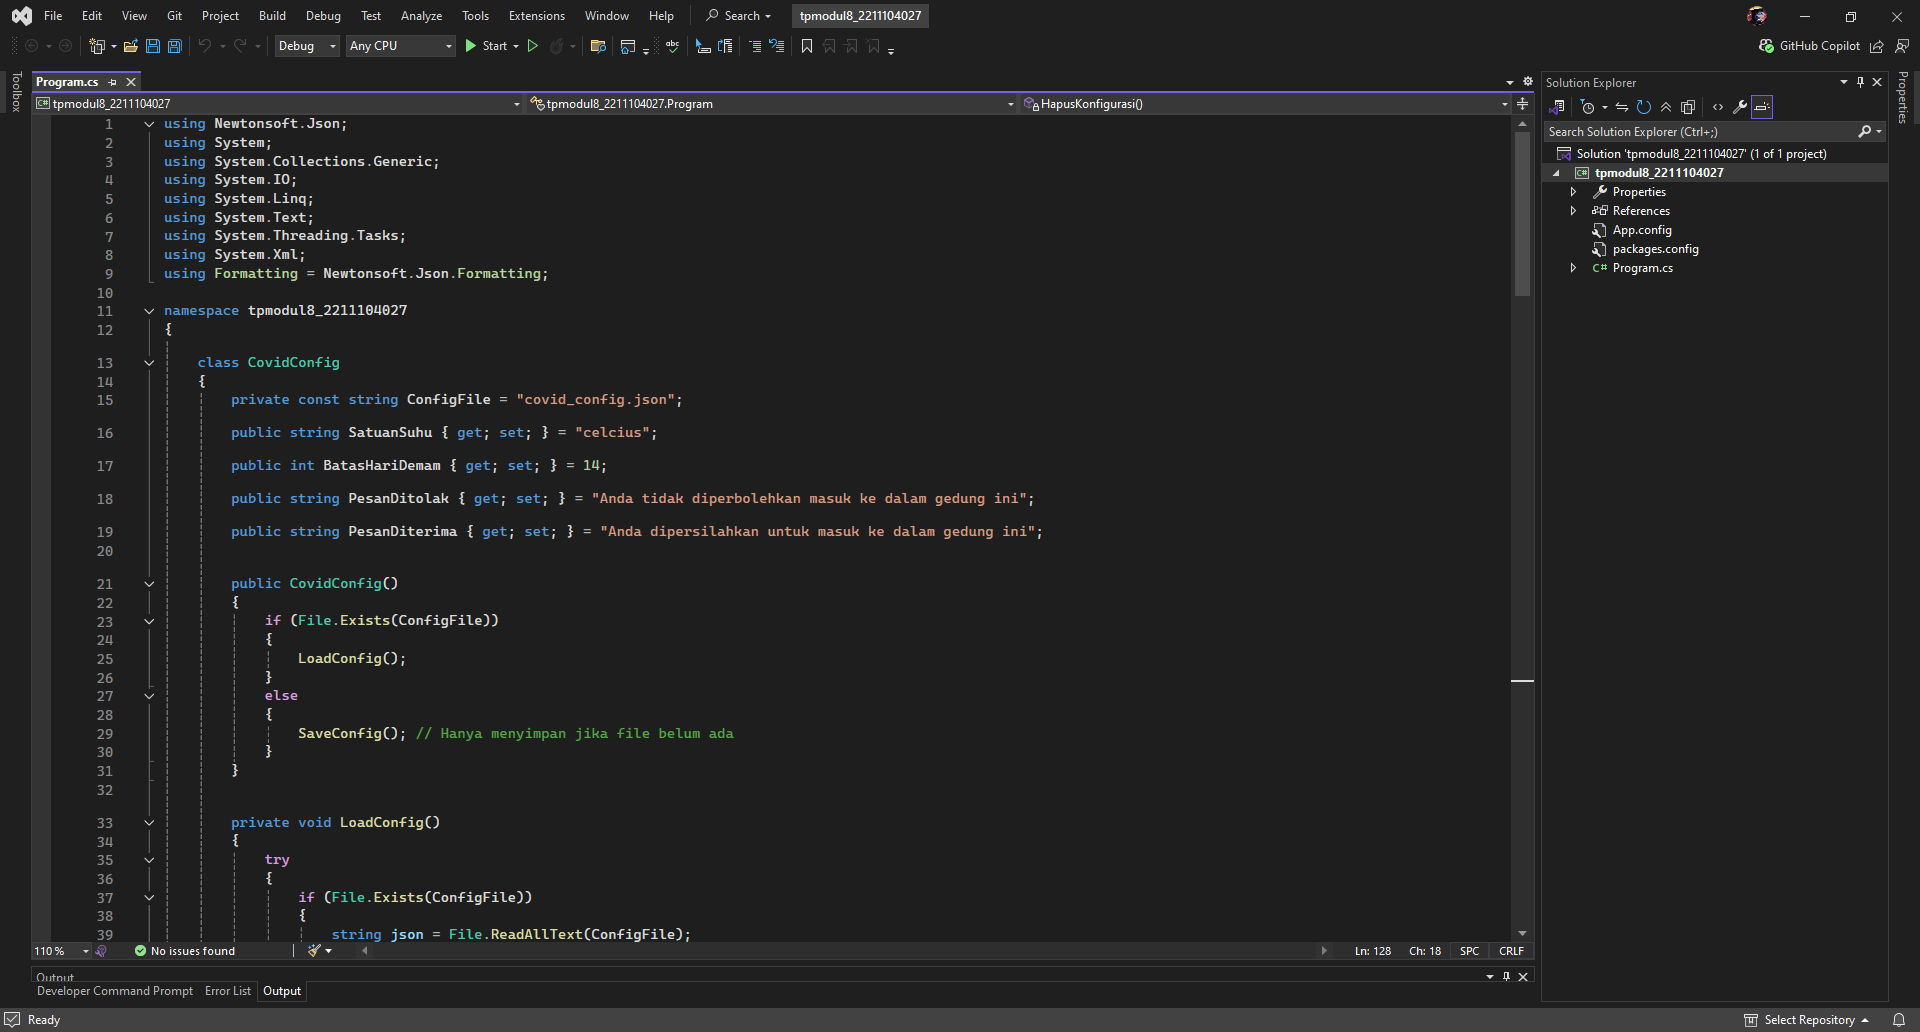 File Edit View Git Project Build Debug Test Analyze Tools Extensions Window Help Search tpmodul8_2211104027
Debug Any CPU Start GitHub Copilot
Toolbox
Program.cs
tpmodul8_2211104027 tpmodul8_2211104027.Program HapusKonfigurasi()
1 using Newtonsoft.Json;
2 using System;
3 using System.Collections.Generic;
4 using System.IO;
5 using System.Linq;
6 using System.Text;
7 using System.Threading.Tasks;
8 using System.Xml;
9 using Formatting = Newtonsoft.Json.Formatting;
10
11 namespace tpmodul8_2211104027
12 {
13 class CovidConfig
14 {
15 private const string ConfigFile = "covid_config.json";
16 public string SatuanSuhu { get; set; } = "celcius";
17 public int BatasHariDemam { get; set; } = 14;
18 public string PesanDitolak { get; set; } = "Anda tidak diperbolehkan masuk ke dalam gedung ini";
19 public string PesanDiterima { get; set; } = "Anda dipersilahkan untuk masuk ke dalam gedung ini";
20
21 public CovidConfig()
22 {
23 if (File.Exists(ConfigFile))
24 {
25 LoadConfig();
26 }
27 else
28 {
29 SaveConfig(); // Hanya menyimpan jika file belum ada
30 }
31 }
32
33 private void LoadConfig()
34 {
35 try
36 {
37 if (File.Exists(ConfigFile))
38 {
39 string json = File.ReadAllText(ConfigFile);
110 % No issues found Ln: 128 Ch: 18 SPC CRLF
Output
Developer Command Prompt Error List Output
Solution Explorer
Search Solution Explorer (Ctrl+;)
Solution 'tpmodul8_2211104027' (1 of 1 project)
C# tpmodul8_2211104027
Properties
References
App.config
packages.config
C# Program.cs
Properties
Ready Select Repository